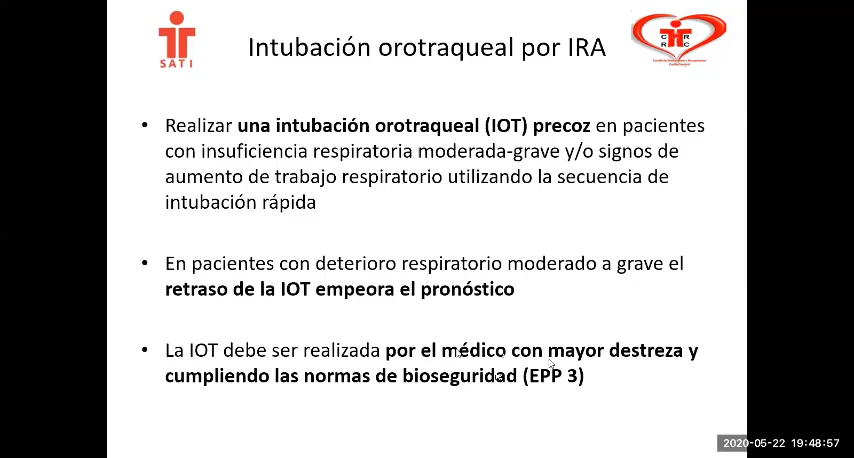 SATI
Intubación orotraqueal por IRA
C R
R C
• Realizar una intubación orotraqueal (IOT) precoz en pacientes
con insuficiencia respiratoria moderada-grave y/o signos de
aumento de trabajo respiratorio utilizando la secuencia de
intubación rápida
• En pacientes con deterioro respiratorio moderado a grave el
retraso de la IOT empeora el pronóstico
• La IOT debe ser realizada por el médico con mayor destreza y
cumpliendo las normas de bioseguridad (EPP 3)
2020-05-22 19:48:57